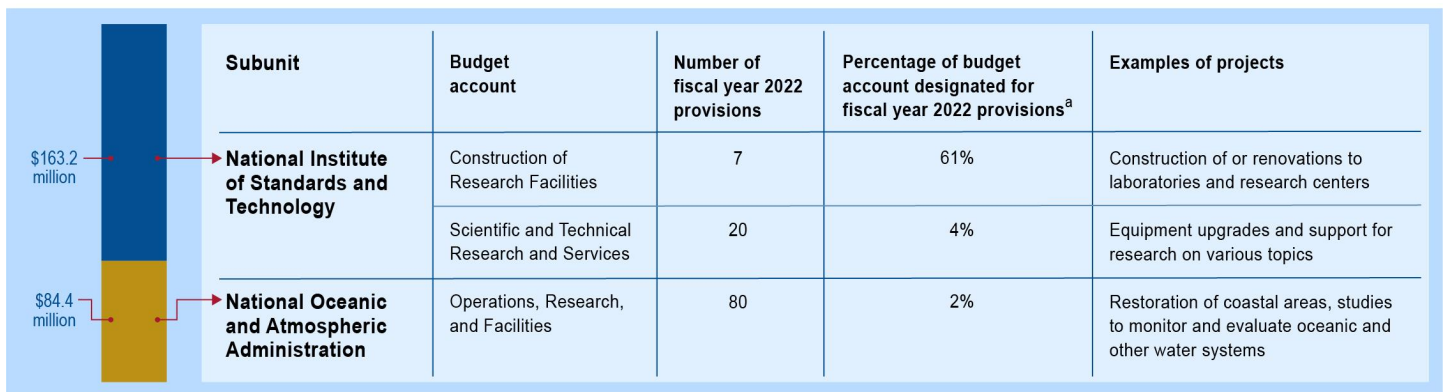 Subunit
Budget
account
Number of
fiscal year 2022
provisions
Percentage of budget
account designated for
fiscal year 2022 provisionsa
Examples of projects
$163.2
million
National Institute
of Standards and
Technology
Construction of
Research Facilities
7
61%
Construction of or renovations to
laboratories and research centers
Scientific and Technical
Research and Services
20
4%
Equipment upgrades and support for
research on various topics
$84.4
million
National Oceanic
and Atmospheric
Administration
Operations, Research,
and Facilities
80
2%
Restoration of coastal areas, studies
to monitor and evaluate oceanic and
other water systems